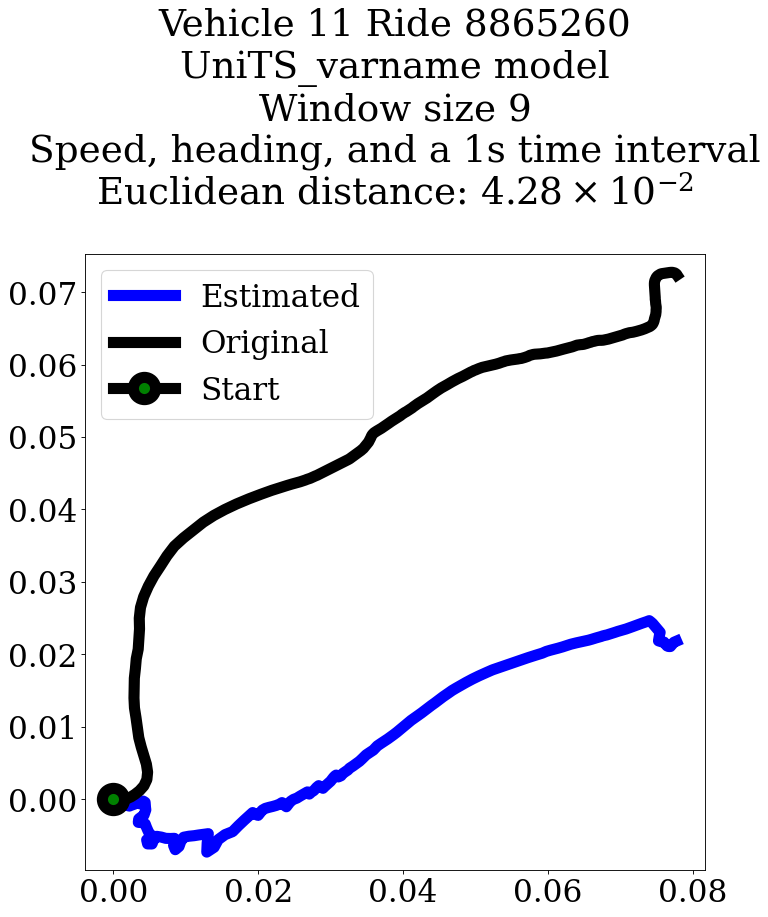 Vehicle 11 Ride 8865260
UniTS_varname model
Window size 9
Speed, heading, and a 1s time interval
Euclidean distance: 4.28 × 10⁻²
Estimated
Original
Start
0.07
0.06
0.05
0.04
0.03
0.02
0.01
0.00
0.00 0.02 0.04 0.06 0.08